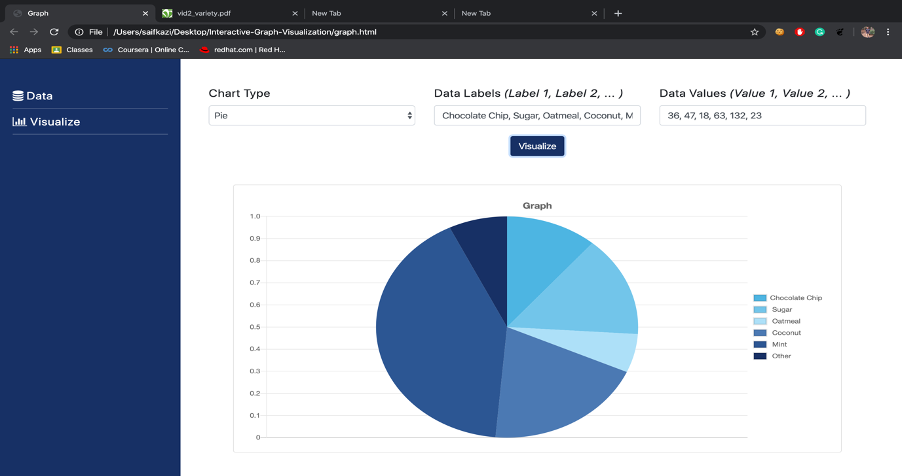 Graph
vid2_variety.pdf
New Tab
New Tab
File
/Users/saifkazi/Desktop/Interactive-Graph-Visualization/graph.html
Apps
Classes
Coursera | Online C...
redhat.com | Red H...
Data
Visualize
Chart Type
Data Labels (Label 1, Label 2, ... )
Data Values (Value 1, Value 2, ... )
Pie
Chocolate Chip, Sugar, Oatmeal, Coconut, M
36, 47, 18, 63, 132, 23
Visualize
Graph
1.0
0.9
0.8
0.7
0.6
0.5
0.4
0.3
0.2
0.1
0
Chocolate Chip
Sugar
Oatmeal
Coconut
Mint
Other